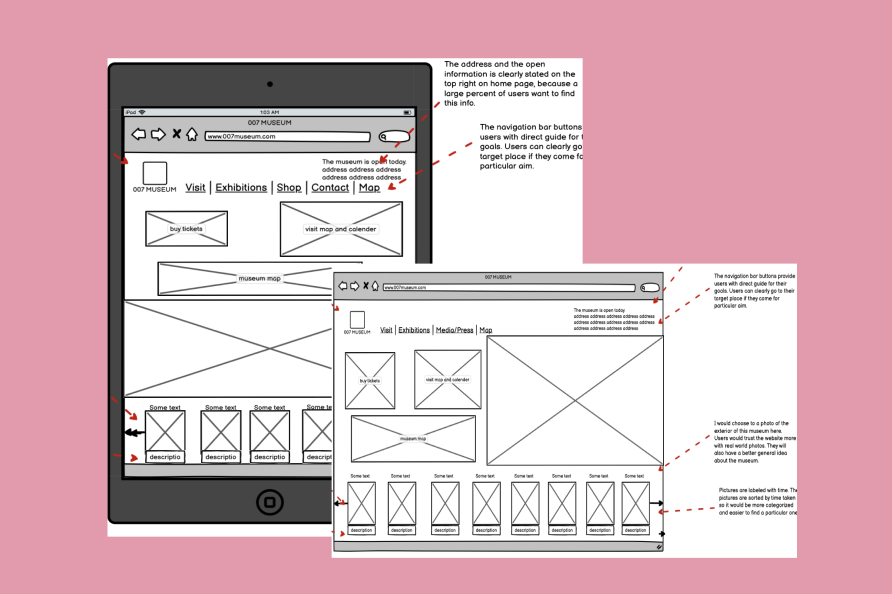 The address and the open
information is clearly stated on the
top right on home page, because a
large percent of users want to find
this info.
The navigation bar buttons
users with direct guide for
goals. Users can clearly go
target place if they came for
particular aim.
iPod 1:03 AM
007 MUSEUM
www.007museum.com
The museum is open today.
address address address
address address address
007 MUSEUM
Visit | Exhibitions | Shop | Contact | Map
buy tickets
visit map and calender
museum map
Some text Some text Some text Some te
descriptio descriptio descriptio descri
007 MUSEUM
www.007museum.com
The museum is open today
address address address address address
address address address address address
address address address address
007 MUSEUM
Visit | Exhibitions | Media/Press | Map
buy tickets
visit map and calender
museum map
Some text Some text Some text Some text Some text Some text Some text Some text
description description description description description description description description
The navigation bar buttons provide
users with direct guide for their
goals. Users can clearly go to their
target place if they came for
particular aim.
I would choose to a photo of the
exterior of this museum here.
Users would trust the website more
with real world photos. They will
also have a better general idea
about the museum.
Pictures are labeled with time. The
pictures are sorted by time taken
so it would be more categorized
and easier to find a particular one